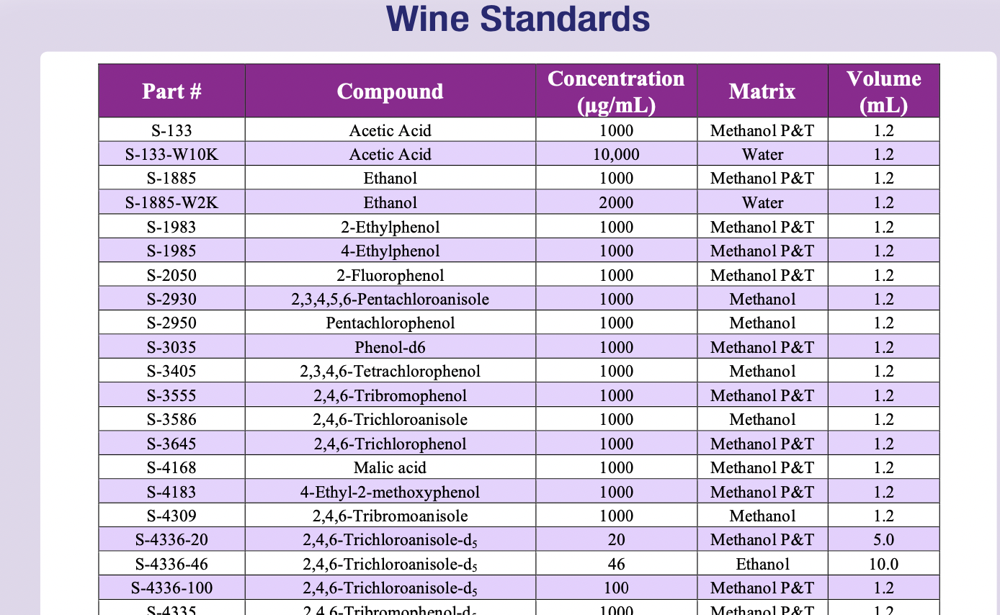 Wine Standards
Part # Compound Concentration (µg/mL) Matrix Volume (mL)
S-133 Acetic Acid 1000 Methanol P&T 1.2
S-133-W10K Acetic Acid 10,000 Water 1.2
S-1885 Ethanol 1000 Methanol P&T 1.2
S-1885-W2K Ethanol 2000 Water 1.2
S-1983 2-Ethylphenol 1000 Methanol P&T 1.2
S-1985 4-Ethylphenol 1000 Methanol P&T 1.2
S-2050 2-Fluorophenol 1000 Methanol P&T 1.2
S-2930 2,3,4,5,6-Pentachloroanisole 1000 Methanol 1.2
S-2950 Pentachlorophenol 1000 Methanol 1.2
S-3035 Phenol-d6 1000 Methanol P&T 1.2
S-3405 2,3,4,6-Tetrachlorophenol 1000 Methanol 1.2
S-3555 2,4,6-Tribromophenol 1000 Methanol P&T 1.2
S-3586 2,4,6-Trichloroanisole 1000 Methanol 1.2
S-3645 2,4,6-Trichlorophenol 1000 Methanol P&T 1.2
S-4168 Malic acid 1000 Methanol P&T 1.2
S-4183 4-Ethyl-2-methoxyphenol 1000 Methanol P&T 1.2
S-4309 2,4,6-Tribromoanisole 1000 Methanol 1.2
S-4336-20 2,4,6-Trichloroanisole-d₅ 20 Methanol P&T 5.0
S-4336-46 2,4,6-Trichloroanisole-d₅ 46 Ethanol 10.0
S-4336-100 2,4,6-Trichloroanisole-d₅ 100 Methanol P&T 1.2
S-4335 1000 Methanol P&T 1.2